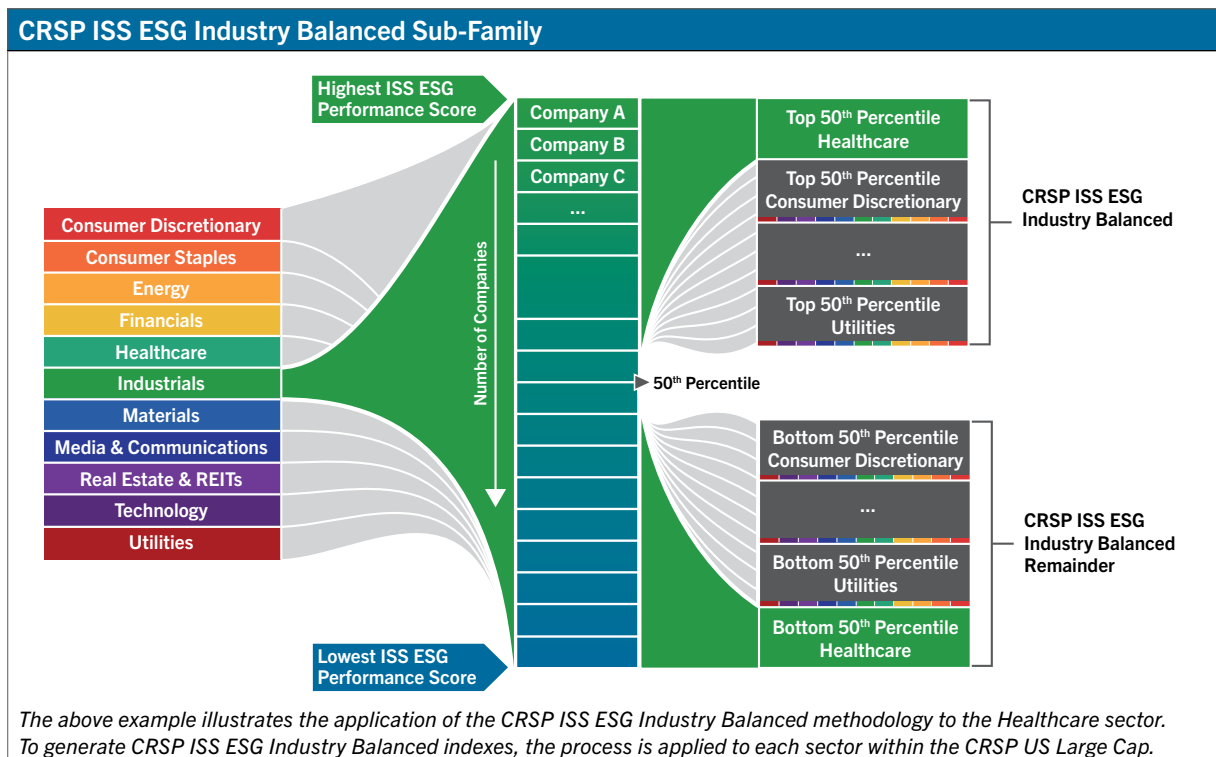 CRSP ISS ESG Industry Balanced Sub-Family
Highest ISS ESG
Performance Score
Consumer Discretionary
Consumer Staples
Energy
Financials
Healthcare
Industrials
Materials
Media & Communications
Real Estate & REITs
Technology
Utilities
Lowest ISS ESG
Performance Score
Number of Companies
Company A
Company B
Company C
...
50th Percentile
Top 50th Percentile
Healthcare
Top 50th Percentile
Consumer Discretionary
...
Top 50th Percentile
Utilities
CRSP ISS ESG
Industry Balanced
Bottom 50th Percentile
Consumer Discretionary
...
Bottom 50th Percentile
Utilities
Bottom 50th Percentile
Healthcare
CRSP ISS ESG
Industry Balanced
Remainder
The above example illustrates the application of the CRSP ISS ESG Industry Balanced methodology to the Healthcare sector.
To generate CRSP ISS ESG Industry Balanced indexes, the process is applied to each sector within the CRSP US Large Cap.